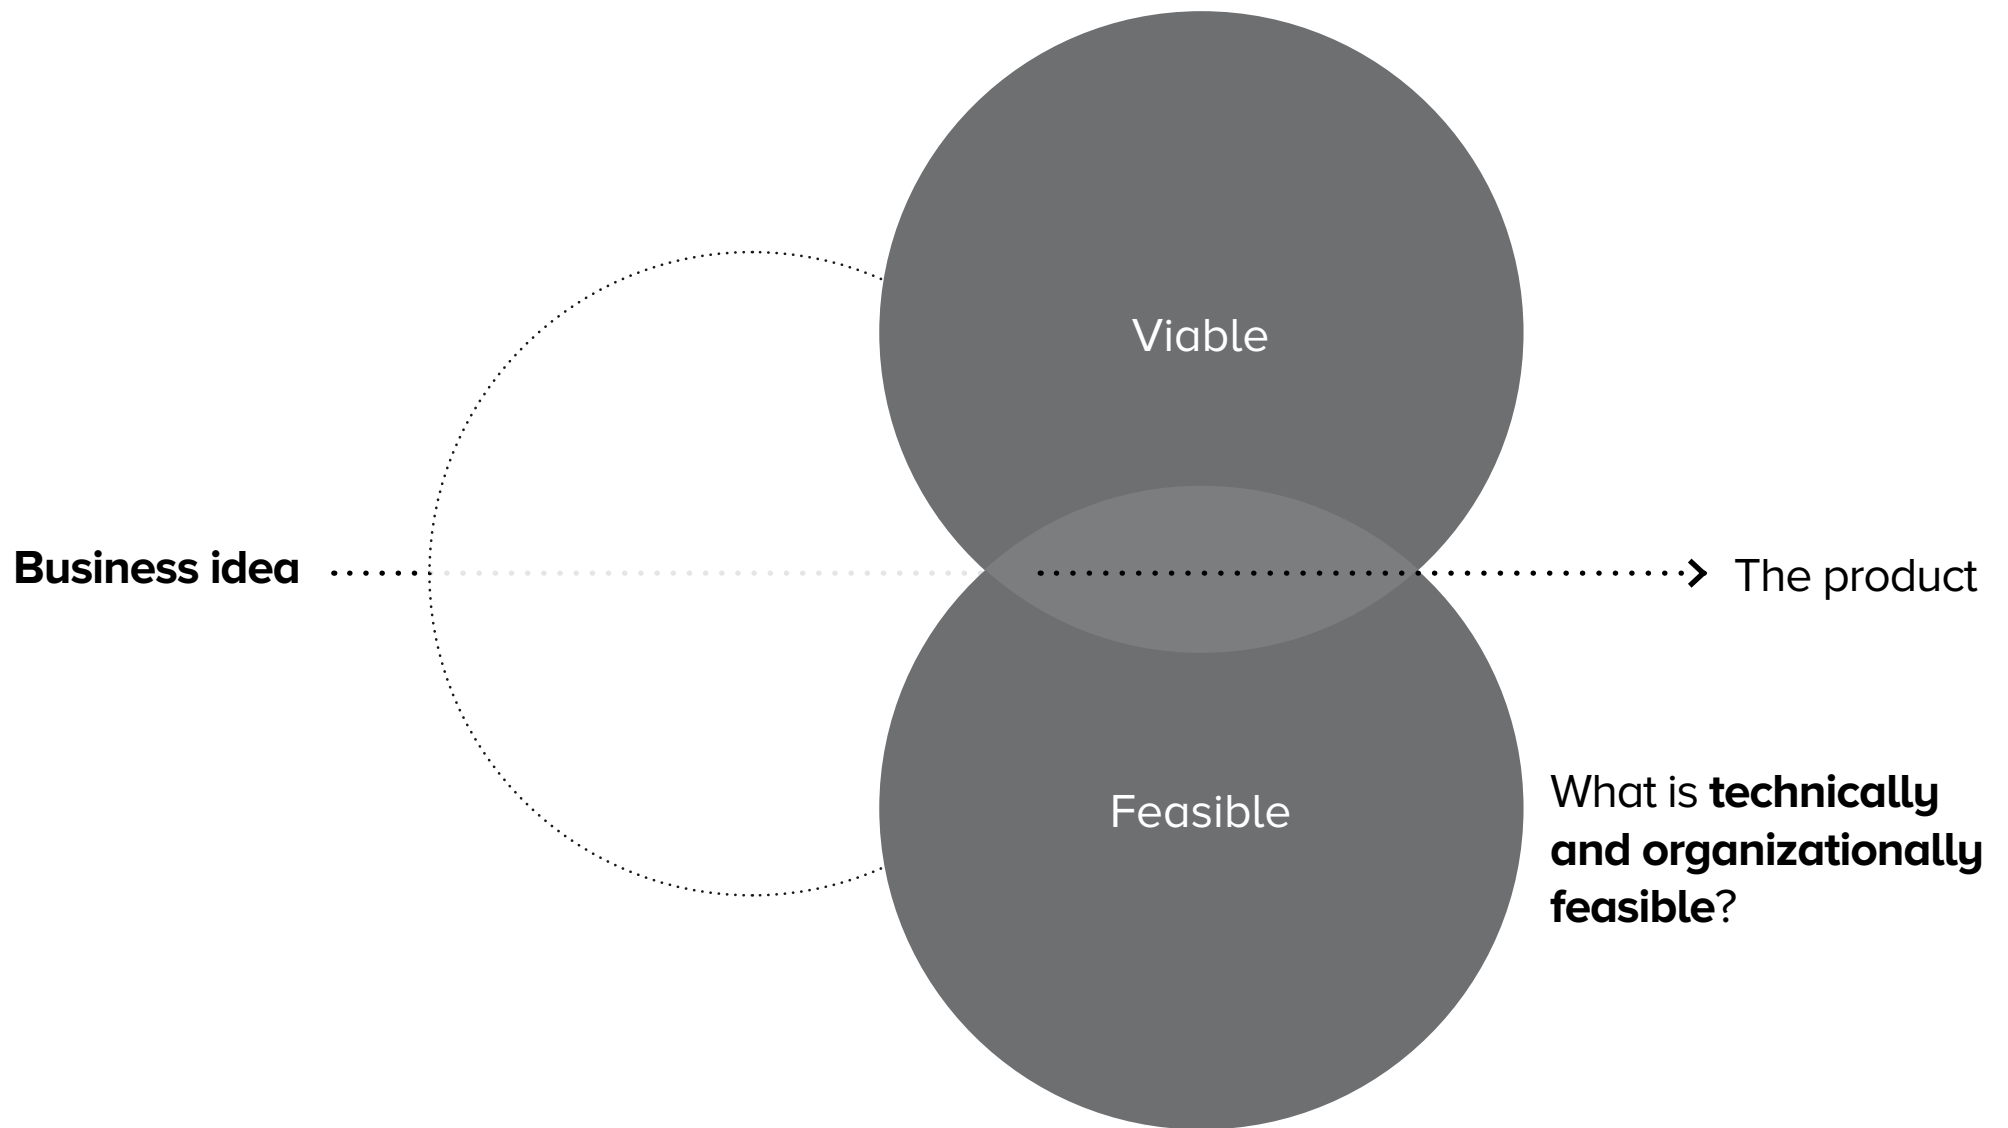 Viable
Business idea
The product
Feasible
What is technically
and organizationally
feasible?